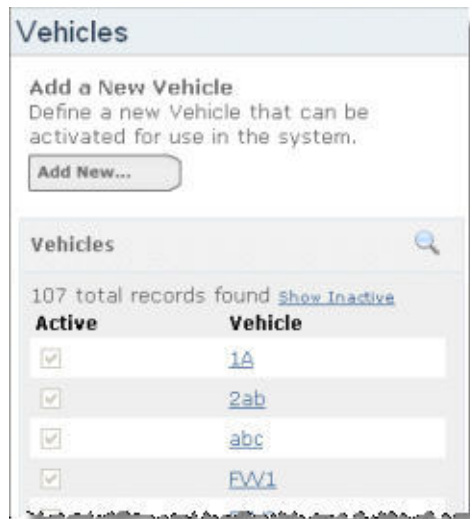 Vehicles
Add a New Vehicle
Define a new Vehicle that can be
activated for use in the system.
Add New...
Vehicles
107 total records found Show Inactive
Active Vehicle
1A
2ab
abc
FVV1